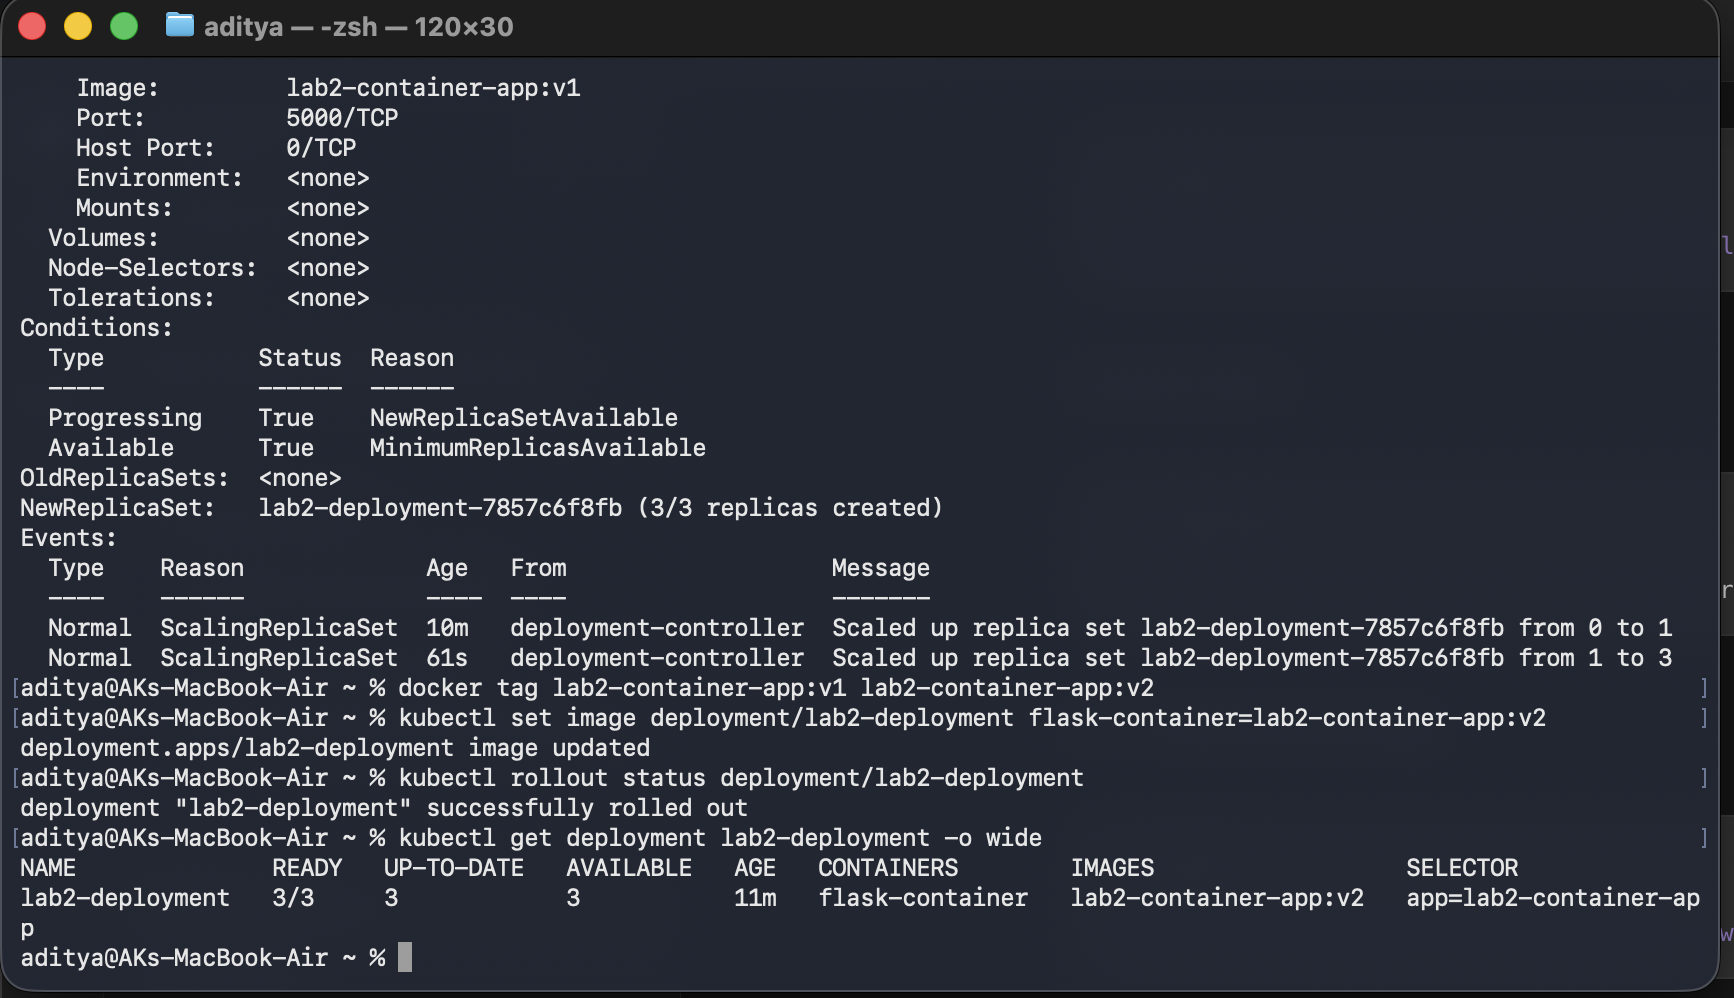 aditya — -zsh — 120×30
Image: lab2-container-app:v1
Port: 5000/TCP
Host Port: 0/TCP
Environment: <none>
Mounts: <none>
Volumes: <none>
Node-Selectors: <none>
Tolerations: <none>
Conditions:
Type Status Reason
---- ------ ------
Progressing True NewReplicaSetAvailable
Available True MinimumReplicasAvailable
OldReplicaSets: <none>
NewReplicaSet: lab2-deployment-7857c6f8fb (3/3 replicas created)
Events:
Type Reason Age From Message
---- ------ ---- ---- -------
Normal ScalingReplicaSet 10m deployment-controller Scaled up replica set lab2-deployment-7857c6f8fb from 0 to 1
Normal ScalingReplicaSet 61s deployment-controller Scaled up replica set lab2-deployment-7857c6f8fb from 1 to 3
[aditya@AKs-MacBook-Air ~ % docker tag lab2-container-app:v1 lab2-container-app:v2 ]
[aditya@AKs-MacBook-Air ~ % kubectl set image deployment/lab2-deployment flask-container=lab2-container-app:v2 ]
deployment.apps/lab2-deployment image updated
[aditya@AKs-MacBook-Air ~ % kubectl rollout status deployment/lab2-deployment ]
deployment "lab2-deployment" successfully rolled out
[aditya@AKs-MacBook-Air ~ % kubectl get deployment lab2-deployment -o wide ]
NAME READY UP-TO-DATE AVAILABLE AGE CONTAINERS IMAGES SELECTOR
lab2-deployment 3/3 3 3 11m flask-container lab2-container-app:v2 app=lab2-container-ap
p
aditya@AKs-MacBook-Air ~ %